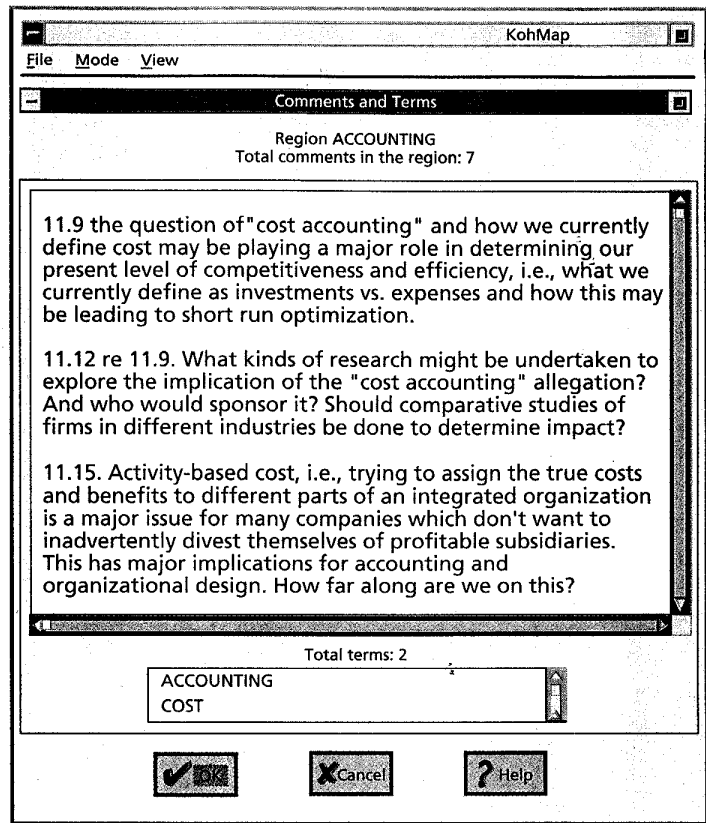 KohMap
File Mode View
Comments and Terms
Region ACCOUNTING
Total comments in the region: 7
11.9 the question of"cost accounting" and how we currently
define cost may be playing a major role in determining our
present level of competitiveness and efficiency, i.e., what we
currently define as investments vs. expenses and how this may
be leading to short run optimization.
11.12 re 11.9. What kinds of research might be undertaken to
explore the implication of the "cost accounting" allegation?
And who would sponsor it? Should comparative studies of
firms in different industries be done to determine impact?
11.15. Activity-based cost, i.e., trying to assign the true costs
and benefits to different parts of an integrated organization
is a major issue for many companies which don't want to
inadvertently divest themselves of profitable subsidiaries.
This has major implications for accounting and
organizational design. How far along are we on this?
Total terms: 2
ACCOUNTING
COST
OK Cancel ? Help